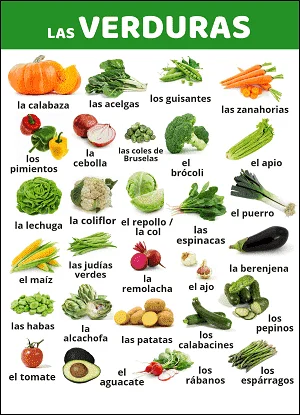 LAS VERDURAS
la calabaza
las acelgas
los guisantes
las zanahorias
los
pimientos
la
cebolla
las coles de
Bruselas
el
brócoli
el apio
la lechuga
la coliflor
el repollo /
la col
las
espinacas
el puerro
el maíz
las judías
verdes
la
remolacha
el ajo
la berenjena
las habas
la
alcachofa
las patatas
los
calabacines
los
pepinos
el tomate
el
aguacate
los
rábanos
los
espárragos